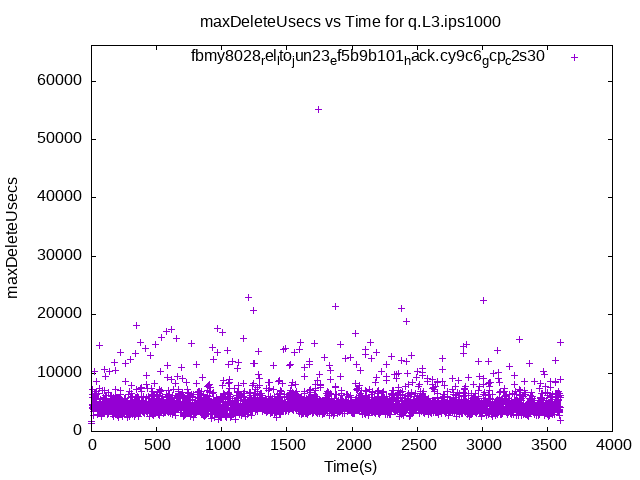 maxDeleteUsecs vs Time for q.L3.ips1000
fbmy8028relltojun23ef5b9b101hack.cy9c6gcpc2s30
60000
50000
40000
30000
20000
10000
0
maxDeleteUsecs
0 500 1000 1500 2000 2500 3000 3500 4000
Time(s)